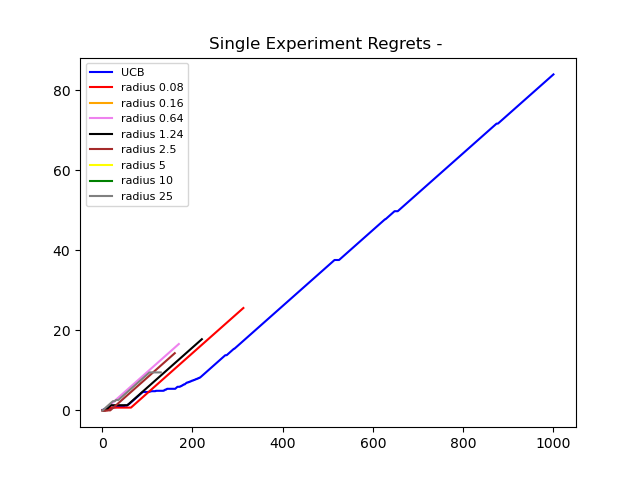 Single Experiment Regrets -
UCB
radius 0.08
radius 0.16
radius 0.64
radius 1.24
radius 2.5
radius 5
radius 10
radius 25
80
60
40
20
0
0 200 400 600 800 1000